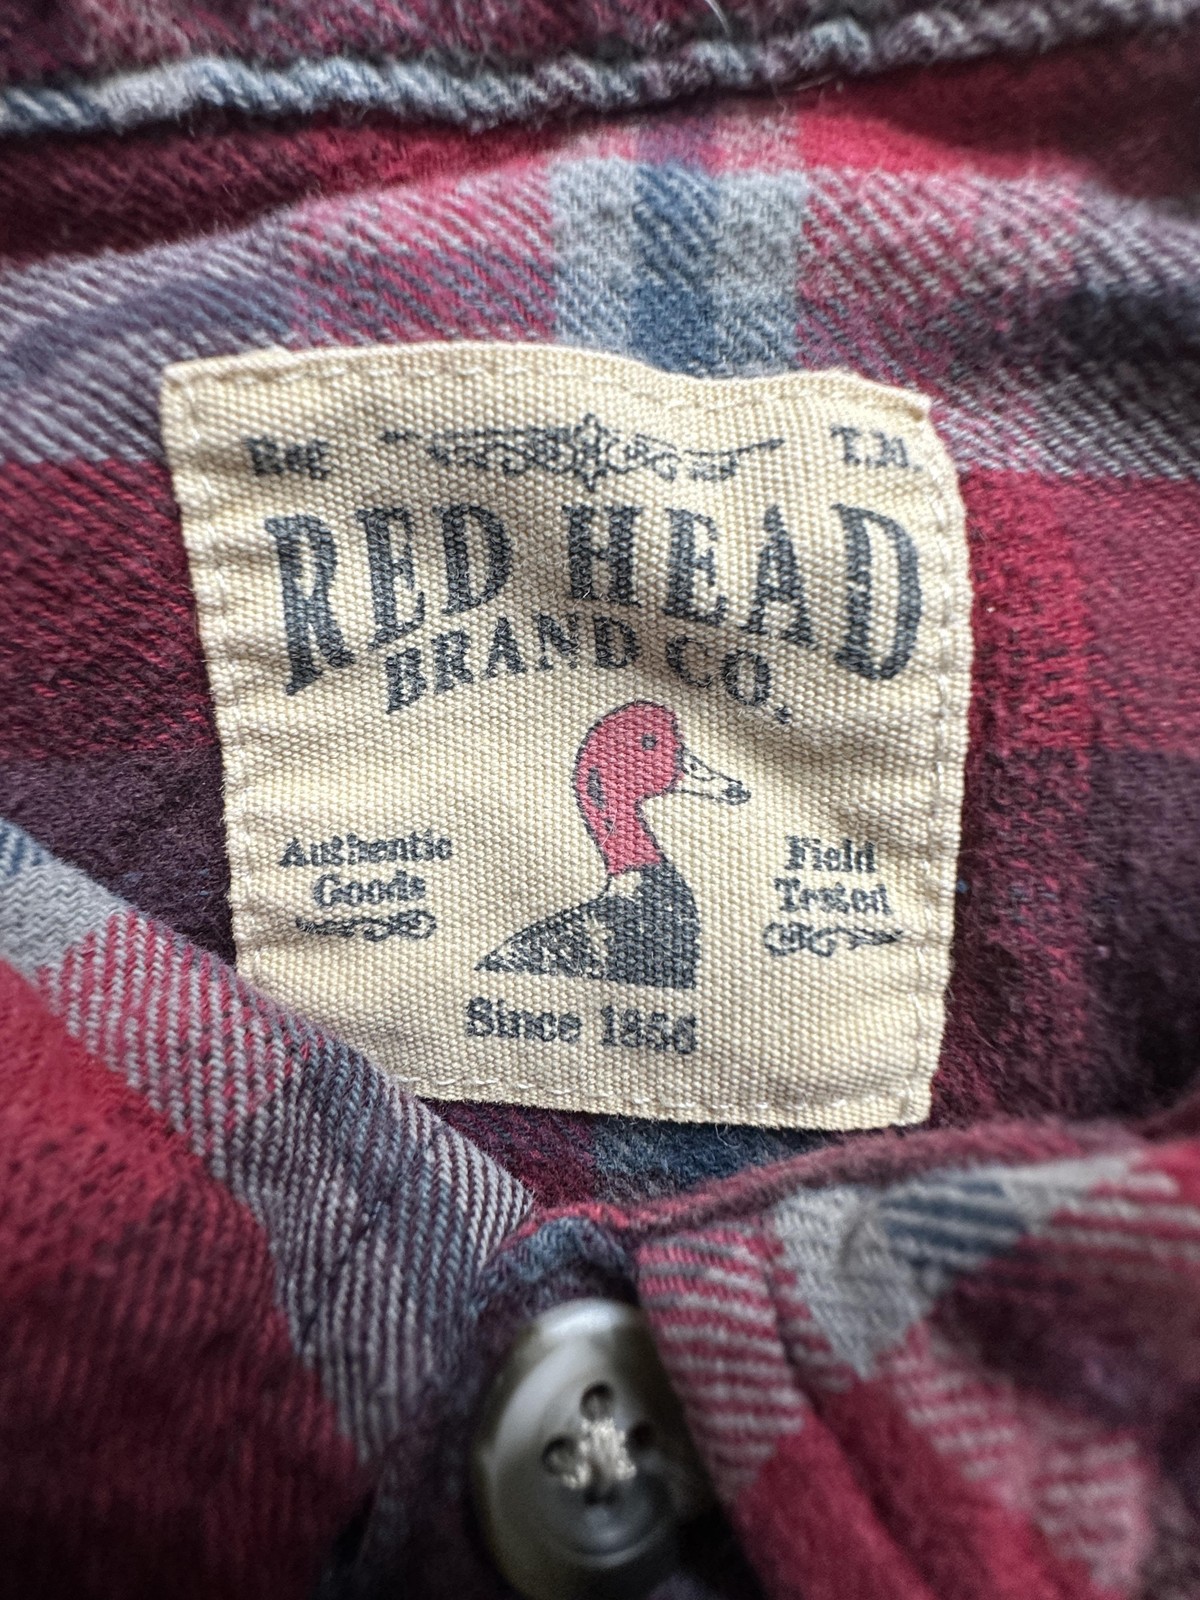 Reg T.M.
RED HEAD
BRAND CO.
Authentic
Goods
Field
Tested
Since 1856